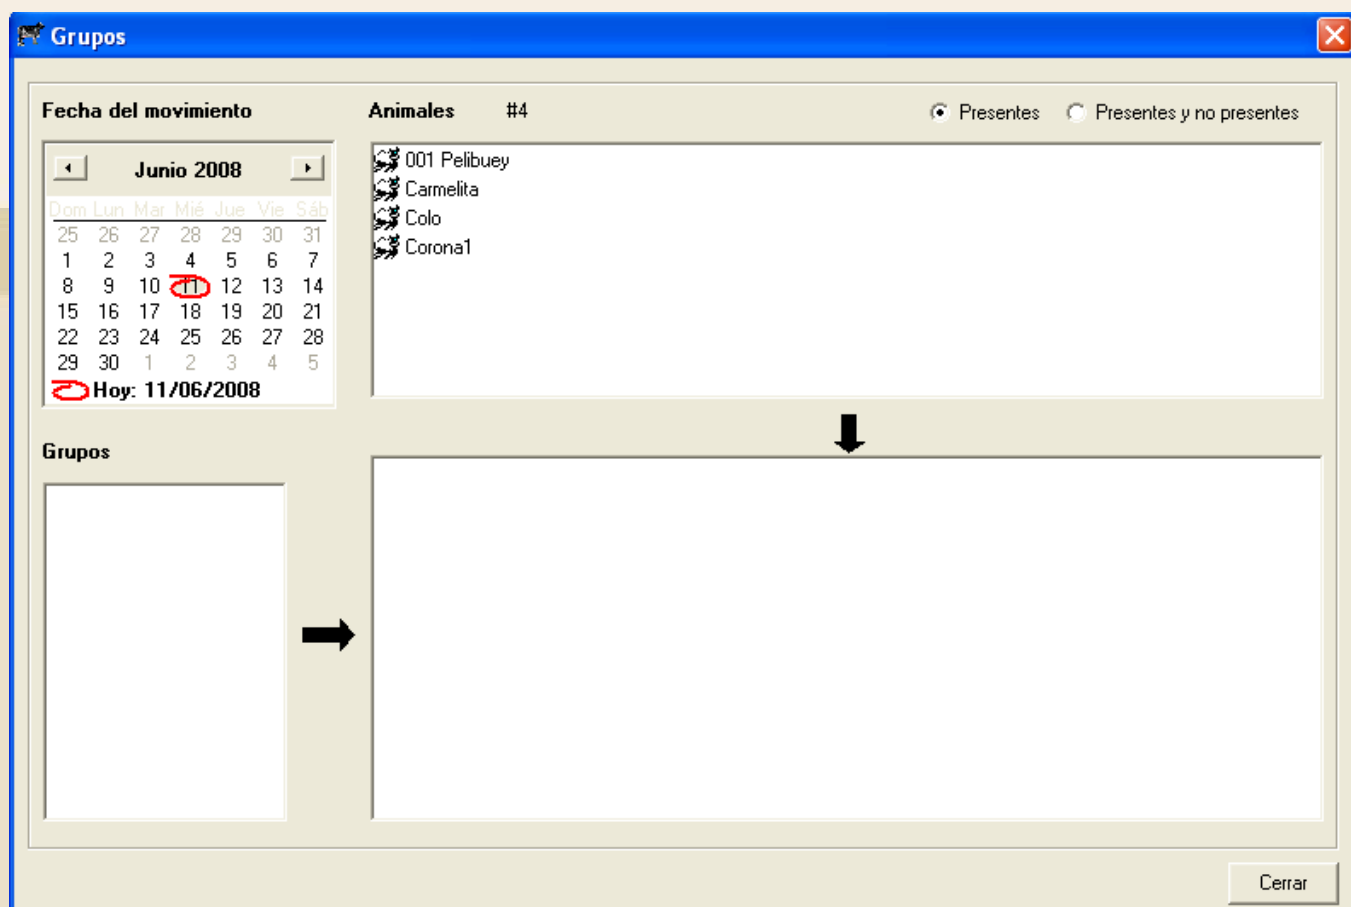 Grupos
Fecha del movimiento
Animales #4
Presentes
Presentes y no presentes
Junio 2008
Dom Lun Mar Mié Jue Vie Sáb
25 26 27 28 29 30 31
1 2 3 4 5 6 7
8 9 10 11 12 13 14
15 16 17 18 19 20 21
22 23 24 25 26 27 28
29 30 1 2 3 4 5
Hoy: 11/06/2008
001 Pelibuey
Carmelita
Colo
Corona1
Grupos
Cerrar